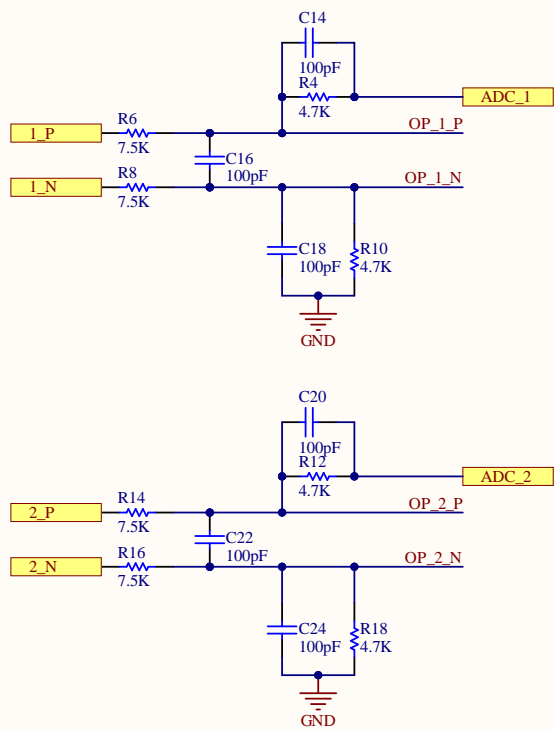 C14
100pF
R4
4.7K
ADC_1
R6
7.5K
1_P
OP_1_P
C16
100pF
R8
7.5K
1_N
OP_1_N
C18
100pF
R10
4.7K
GND
C20
100pF
R12
4.7K
ADC_2
R14
7.5K
2_P
OP_2_P
C22
100pF
R16
7.5K
2_N
OP_2_N
C24
100pF
R18
4.7K
GND